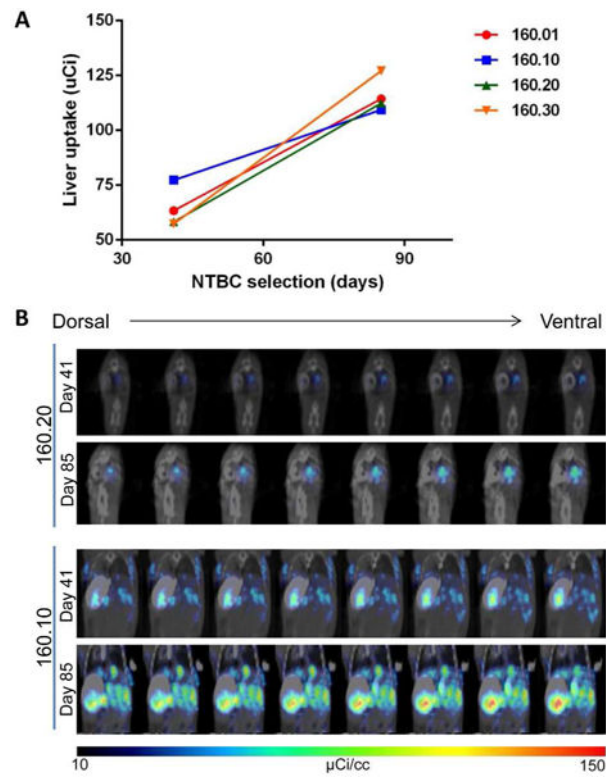 A
150
125
100
75
50
Liver uptake (uCi)
30
60
90
NTBC selection (days)
160.01
160.10
160.20
160.30
B
Dorsal
Ventral
160.20
Day 41
Day 85
160.10
Day 41
Day 85
10
µCi/cc
150